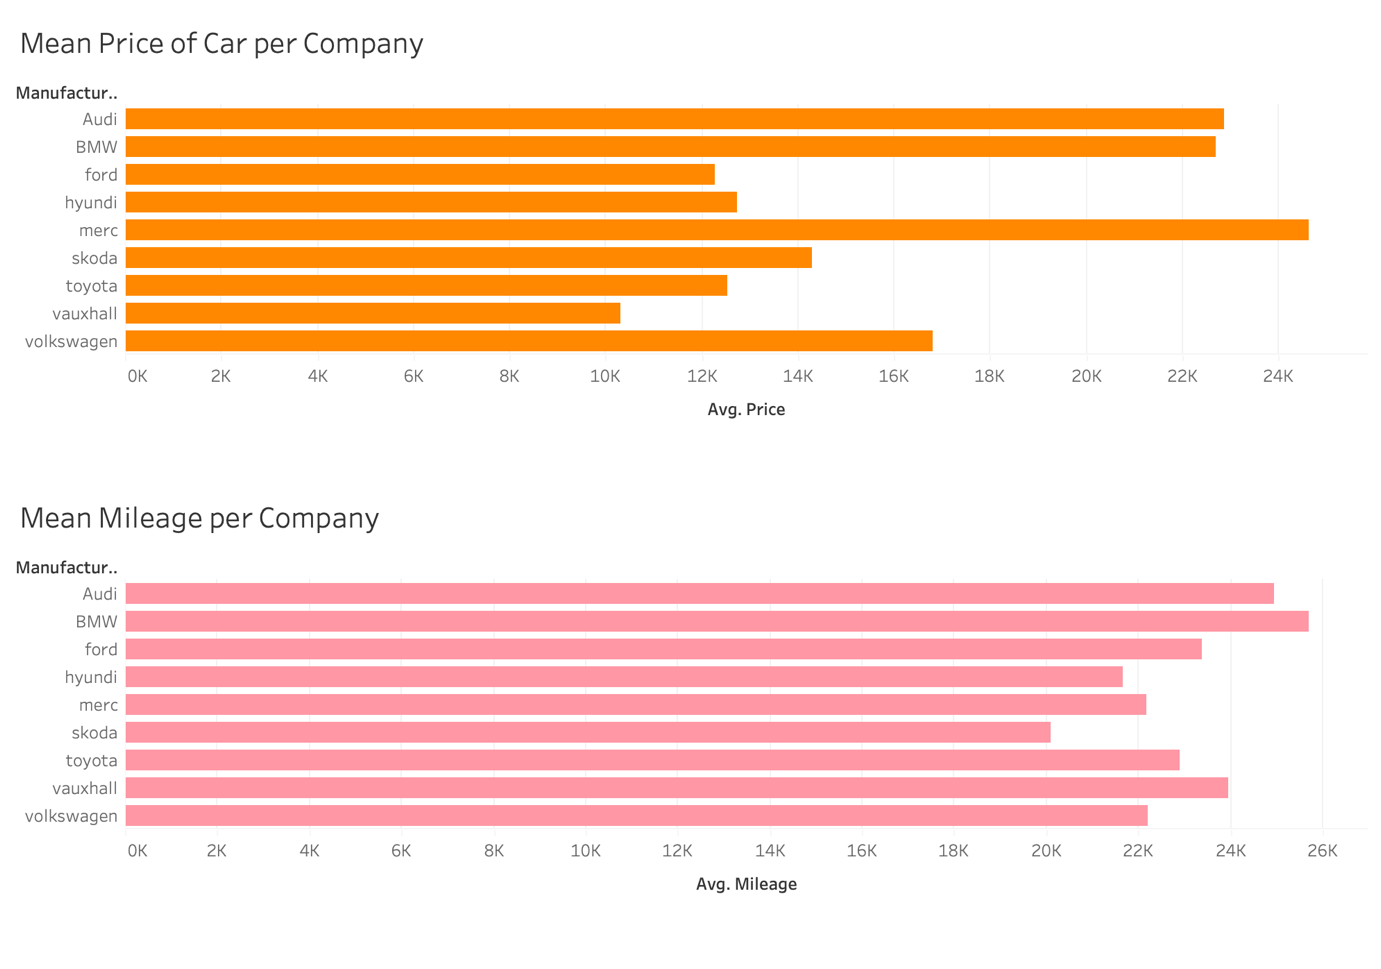 Mean Price of Car per Company
Manufactur..
Audi
BMW
ford
hyundi
merc
skoda
toyota
vauxhall
volkswagen
0K 2K 4K 6K 8K 10K 12K 14K 16K 18K 20K 22K 24K
Avg. Price
Mean Mileage per Company
Manufactur..
Audi
BMW
ford
hyundi
merc
skoda
toyota
vauxhall
volkswagen
0K 2K 4K 6K 8K 10K 12K 14K 16K 18K 20K 22K 24K 26K
Avg. Mileage